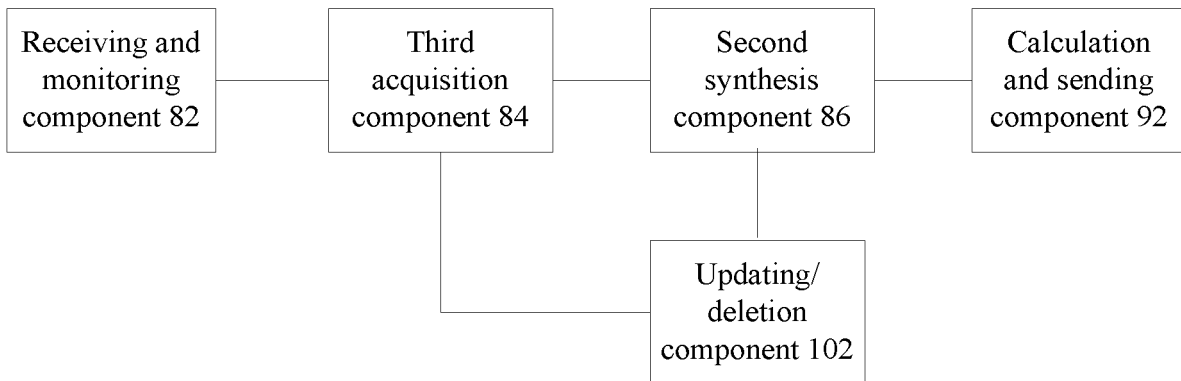 Receiving and
monitoring
component 82
Third
acquisition
component 84
Second
synthesis
component 86
Calculation
and sending
component 92
Updating/
deletion
component 102